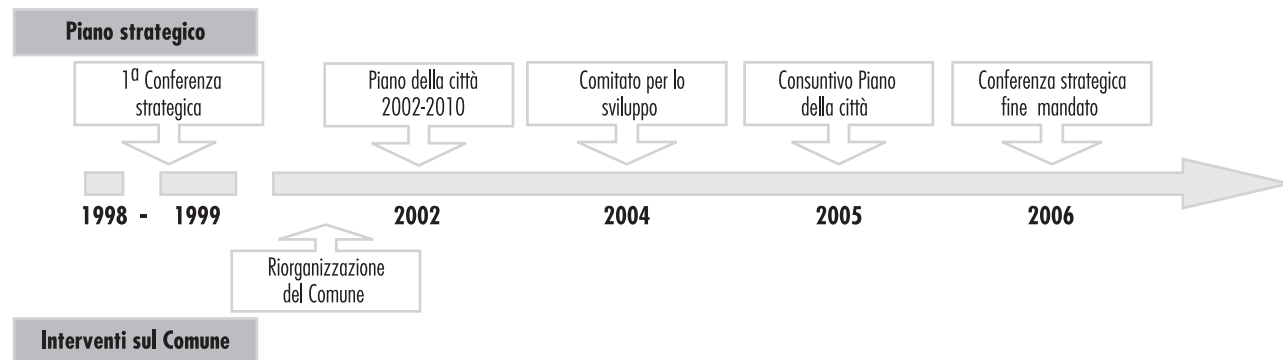 Piano strategico
1ª Conferenza
strategica
Piano della città
2002-2010
Comitato per lo
sviluppo
Consuntivo Piano
della città
Conferenza strategica
fine mandato
1998 - 1999
2002
2004
2005
2006
Riorganizzazione
del Comune
Interventi sul Comune